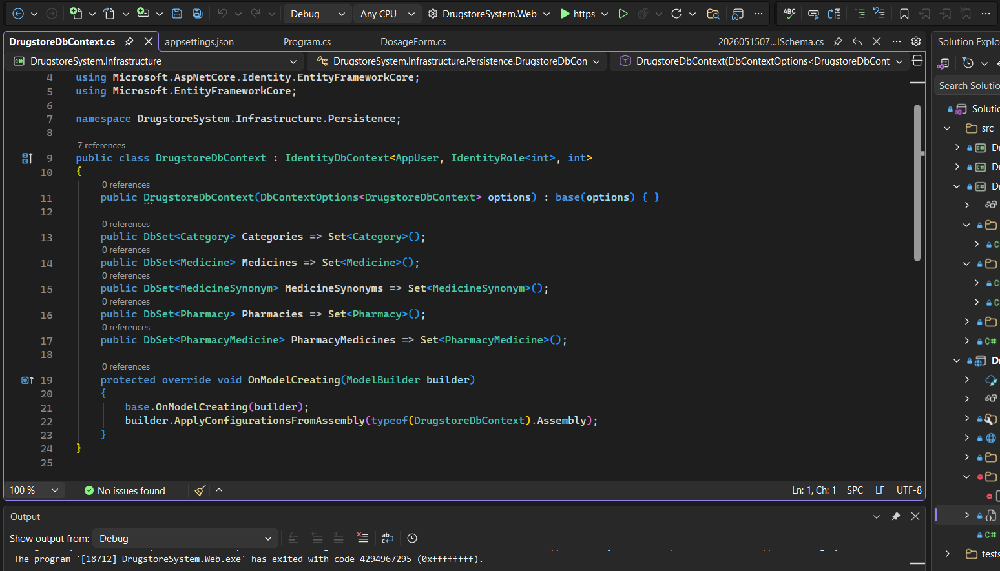 Debug
Any CPU
DrugstoreSystem.Web
https
ABC
DrugstoreDbContext.cs
appsettings.json
Program.cs
DosageForm.cs
2026051507...lSchema.cs
Solution Explo
C# DrugstoreSystem.Infrastructure
DrugstoreSystem.Infrastructure.Persistence.DrugstoreDbCon
DrugstoreDbContext(DbContextOptions<DrugstoreDbCont
Search Solutio
4 using Microsoft.AspNetCore.Identity.EntityFrameworkCore;
5 using Microsoft.EntityFrameworkCore;
6
7 namespace DrugstoreSystem.Infrastructure.Persistence;
8
7 references
9 public class DrugstoreDbContext : IdentityDbContext<AppUser, IdentityRole<int>, int>
10 {
0 references
11 public DrugstoreDbContext(DbContextOptions<DrugstoreDbContext> options) : base(options) { }
12
0 references
13 public DbSet<Category> Categories => Set<Category>();
0 references
14 public DbSet<Medicine> Medicines => Set<Medicine>();
0 references
15 public DbSet<MedicineSynonym> MedicineSynonyms => Set<MedicineSynonym>();
0 references
16 public DbSet<Pharmacy> Pharmacies => Set<Pharmacy>();
0 references
17 public DbSet<PharmacyMedicine> PharmacyMedicines => Set<PharmacyMedicine>();
18
0 references
19 protected override void OnModelCreating(ModelBuilder builder)
20 {
21 base.OnModelCreating(builder);
22 builder.ApplyConfigurationsFromAssembly(typeof(DrugstoreDbContext).Assembly);
23 }
24 }
25
100 %
No issues found
Ln: 1, Ch: 1
SPC
LF
UTF-8
Solutio
src
C# D
C# D
C# D
C#
D
C#
tests
Output
Show output from:
Debug
The program '[18712] DrugstoreSystem.Web.exe' has exited with code 4294967295 (0xffffffff).